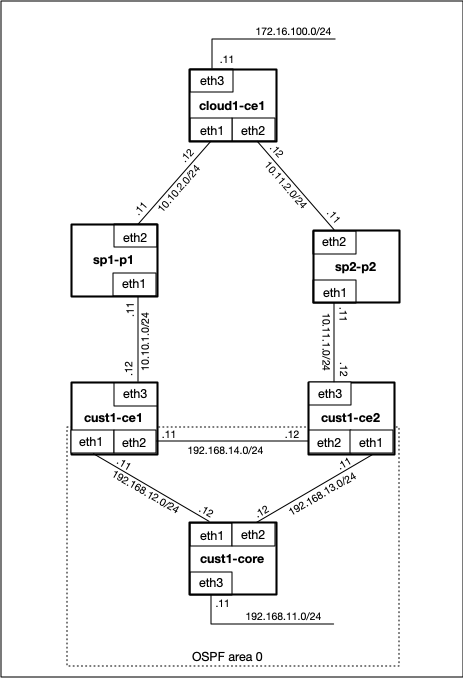 172.16.100.0/24
.11
eth3
cloud1-ce1
eth1 eth2
.12 .12
10.10.2.0/24 10.11.2.0/24
.11 .11
eth2 eth2
sp1-p1 sp2-p2
eth1 eth1
.11 .11
10.10.1.0/24 10.11.1.0/24
.12 .12
eth3 eth3
cust1-ce1 cust1-ce2
eth1 eth2 .11 .12 eth2 eth1
192.168.14.0/24
.11 .11
192.168.12.0/24 192.168.13.0/24
.12 .12
eth1 eth2
cust1-core
eth3
.11
192.168.11.0/24
OSPF area 0